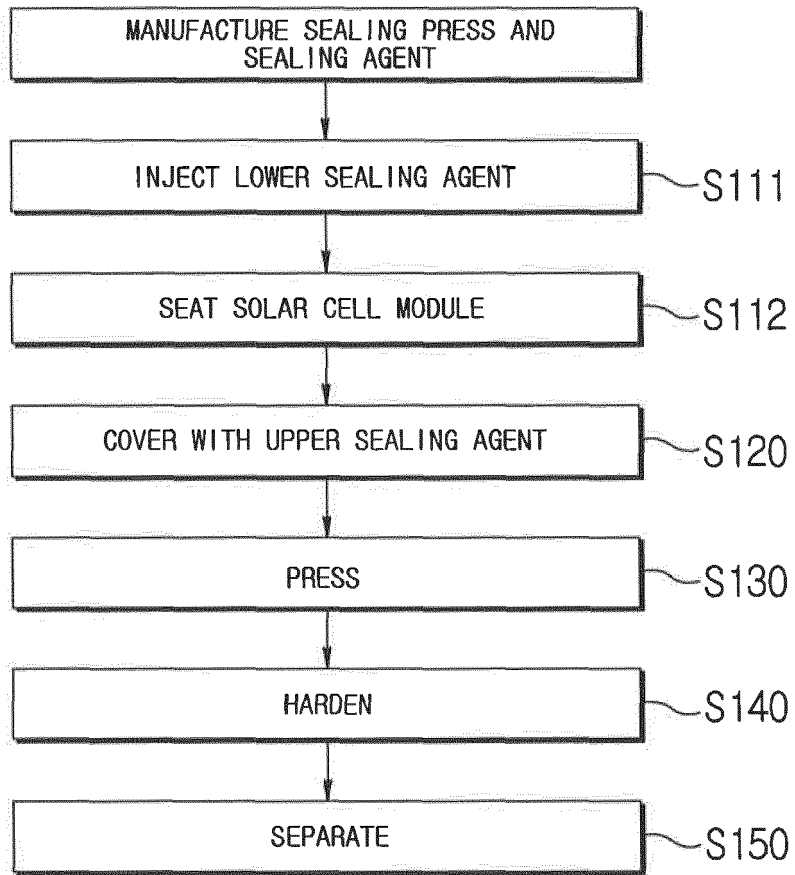 MANUFACTURE SEALING PRESS AND
SEALING AGENT
INJECT LOWER SEALING AGENT
S111
SEAT SOLAR CELL MODULE
S112
COVER WITH UPPER SEALING AGENT
S120
PRESS
S130
HARDEN
S140
SEPARATE
S150